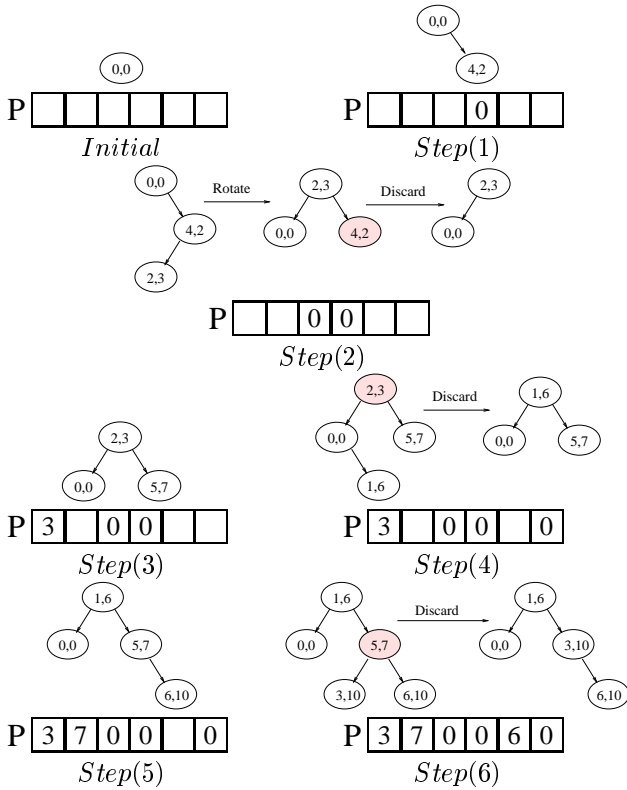 0,0
P
Initial
0,0
4,2
P 0
Step(1)
0,0
4,2
2,3
Rotate
2,3
0,0 4,2
Discard
2,3
0,0
P 0 0
Step(2)
2,3
0,0 5,7
P 3 0 0
Step(3)
2,3
0,0 5,7
1,6
Discard
1,6
0,0 5,7
P 3 0 0 0
Step(4)
1,6
0,0 5,7
6,10
P 3 7 0 0 0
Step(5)
1,6
0,0 5,7
3,10 6,10
Discard
1,6
0,0 3,10
6,10
P 3 7 0 0 6 0
Step(6)